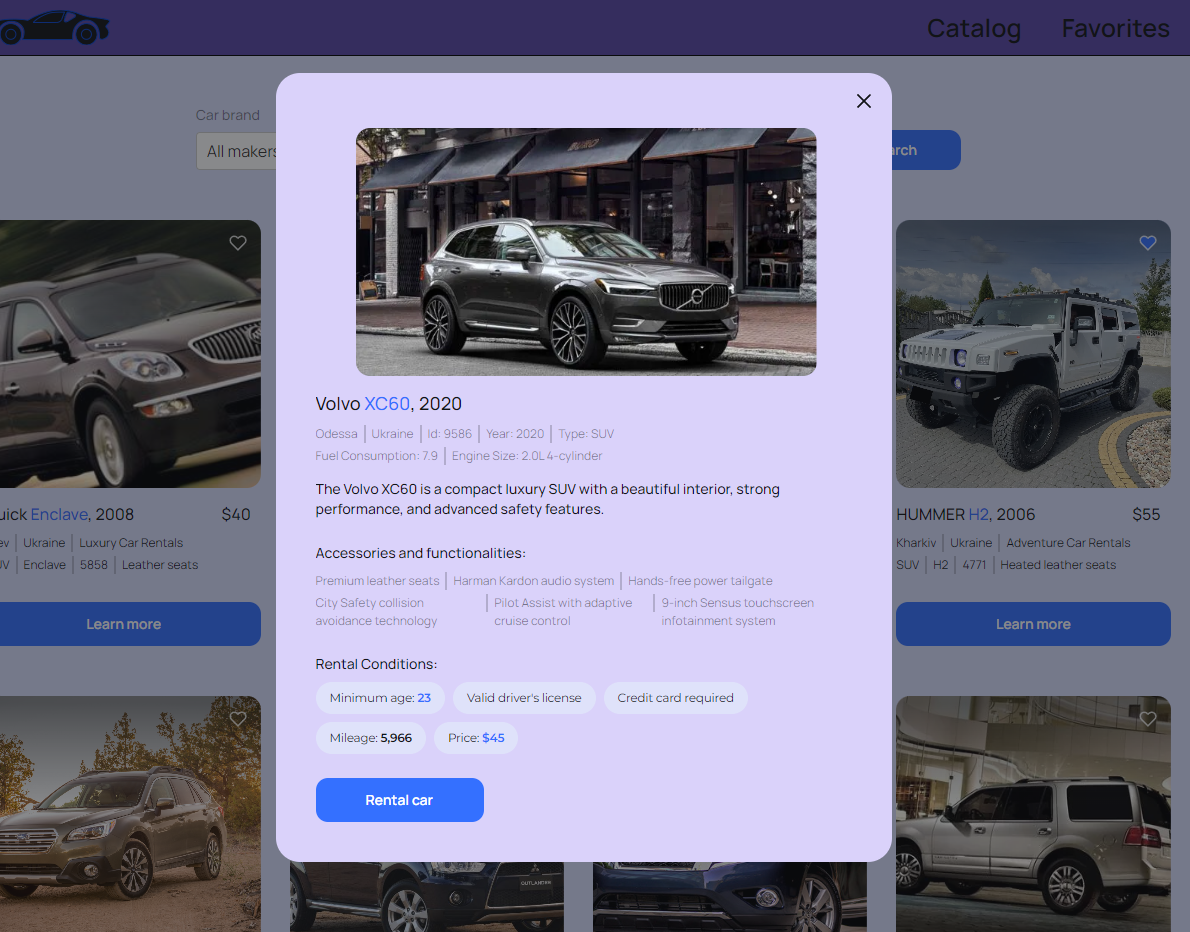 Catalog Favorites
Car brand
All makers
arch
Volvo XC60, 2020
Odessa | Ukraine | Id: 9586 | Year: 2020 | Type: SUV
Fuel Consumption: 7.9 | Engine Size: 2.0L 4-cylinder
The Volvo XC60 is a compact luxury SUV with a beautiful interior, strong
performance, and advanced safety features.
Accessories and functionalities:
Premium leather seats | Harman Kardon audio system | Hands-free power tailgate
City Safety collision | Pilot Assist with adaptive | 9-inch Sensus touchscreen
avoidance technology cruise control infotainment system
Rental Conditions:
Minimum age: 23 Valid driver's license Credit card required
Mileage: 5,966 Price: $45
Rental car
uick Enclave, 2008 $40
ev | Ukraine | Luxury Car Rentals
UV | Enclave | 5858 | Leather seats
Learn more
HUMMER H2, 2006 $55
Kharkiv | Ukraine | Adventure Car Rentals
SUV | H2 | 4771 | Heated leather seats
Learn more
OUTLANDER